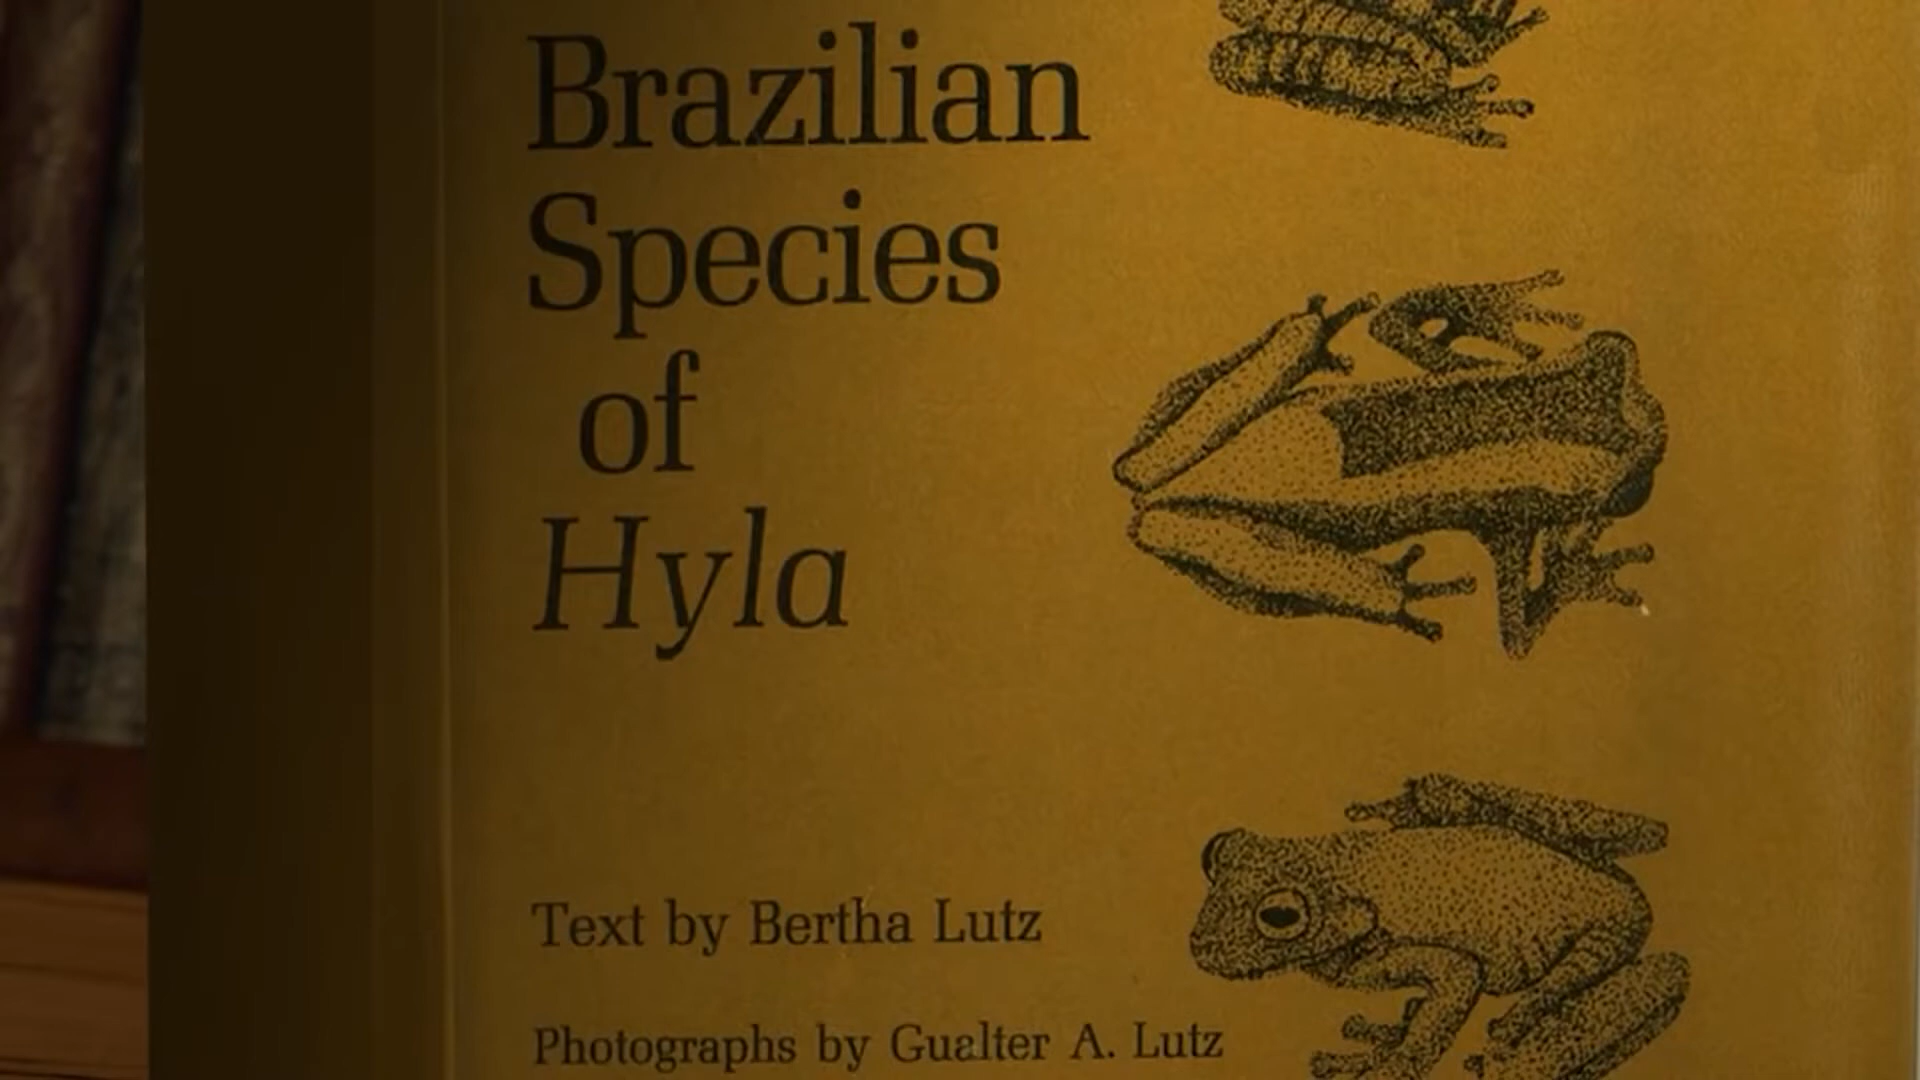 Brazilian
Species
of
Hyla
Text by Bertha Lutz
Photographs by Gualter A. Lutz